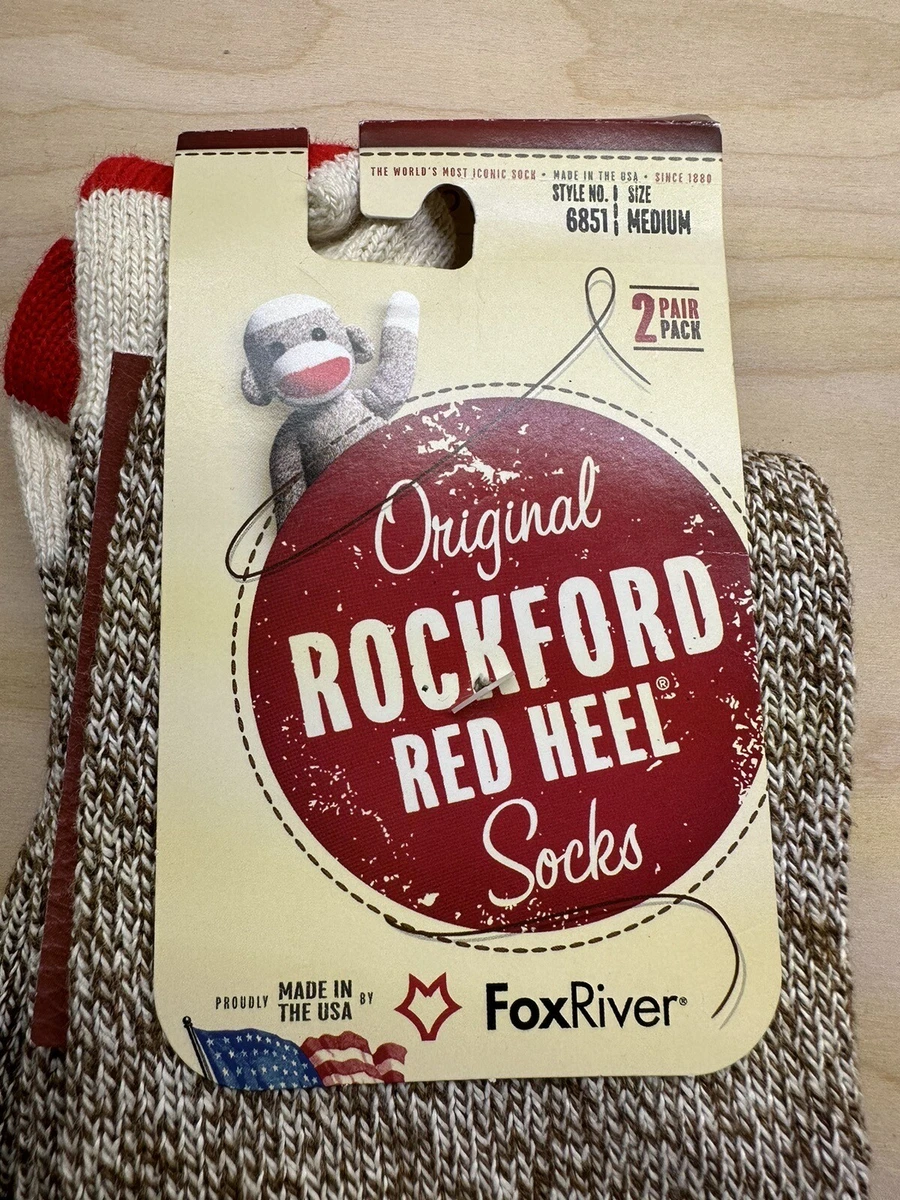 THE WORLD'S MOST ICONIC SOCK • MADE IN THE USA • SINCE 1880
STYLE NO. SIZE
6851 MEDIUM
2 PAIR
PACK
Original
ROCKFORD
RED HEEL®
Socks
PROUDLY MADE IN THE USA BY
FoxRiver®